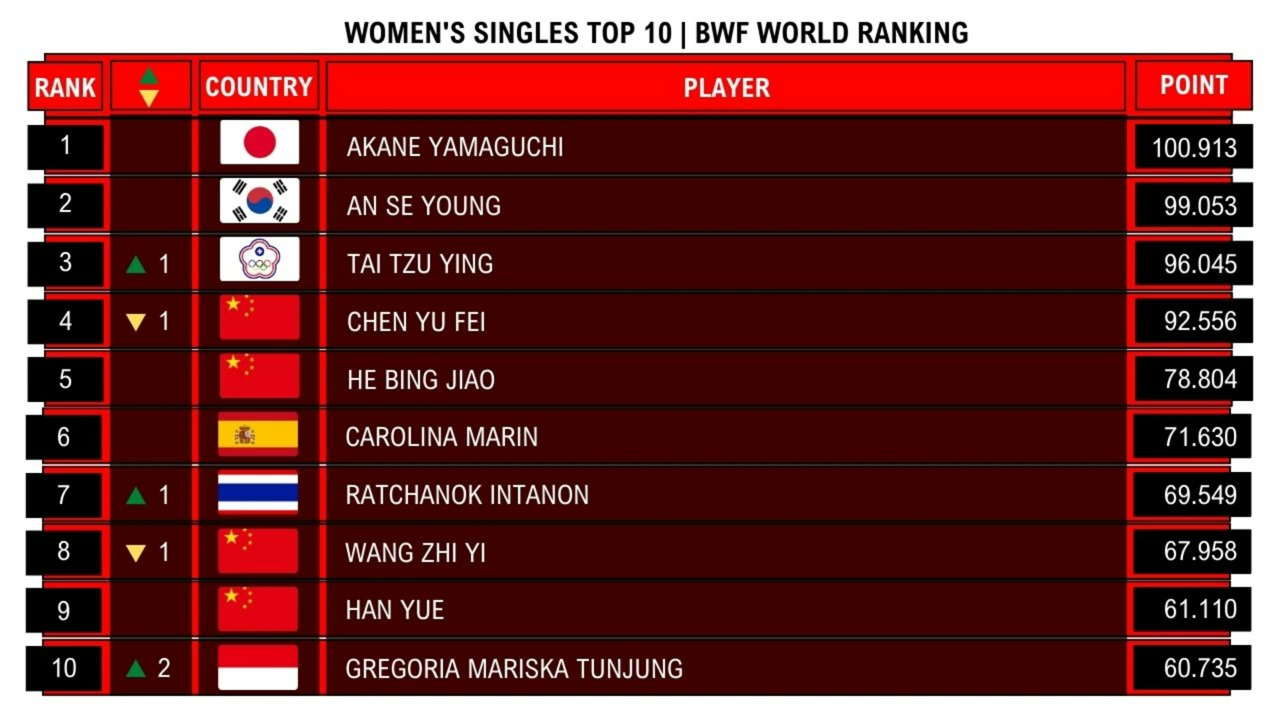 WOMEN'S SINGLES TOP 10 | BWF WORLD RANKING
RANK COUNTRY PLAYER POINT
1 AKANE YAMAGUCHI 100.913
2 AN SE YOUNG 99.053
3 1 TAI TZU YING 96.045
4 1 CHEN YU FEI 92.556
5 HE BING JIAO 78.804
6 CAROLINA MARIN 71.630
7 1 RATCHANOK INTANON 69.549
8 1 WANG ZHI YI 67.958
9 HAN YUE 61.110
10 2 GREGORIA MARISKA TUNJUNG 60.735